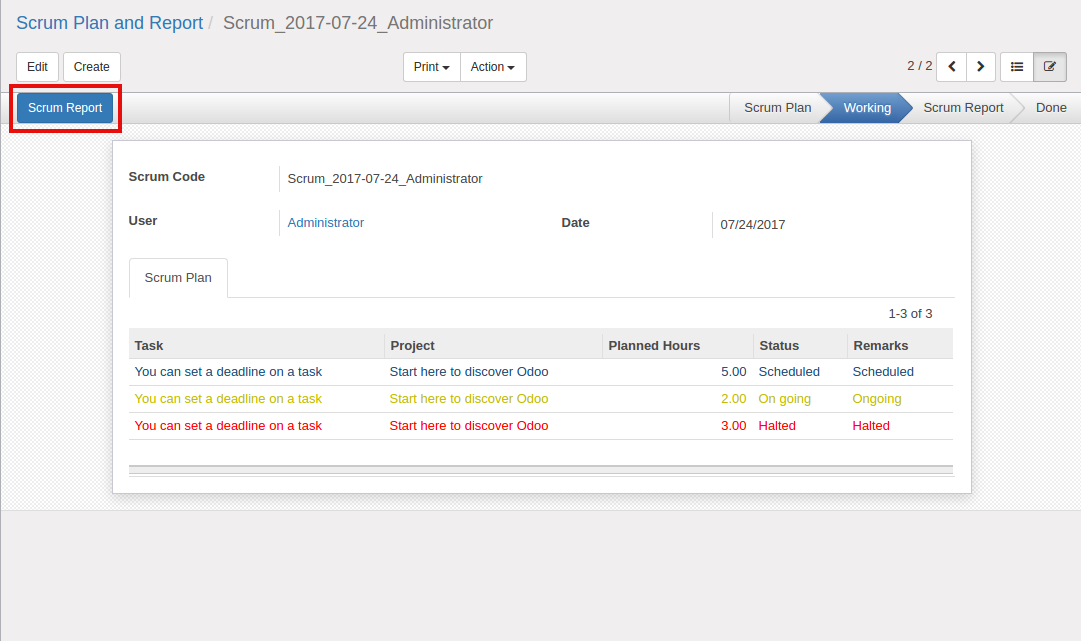 Scrum Plan and Report / Scrum_2017-07-24_Administrator
Edit Create Print Action 2 / 2
Scrum Report Scrum Plan Working Scrum Report Done
Scrum Code Scrum_2017-07-24_Administrator
User Administrator Date 07/24/2017
Scrum Plan
1-3 of 3
Task Project Planned Hours Status Remarks
You can set a deadline on a task Start here to discover Odoo 5.00 Scheduled Scheduled
You can set a deadline on a task Start here to discover Odoo 2.00 On going Ongoing
You can set a deadline on a task Start here to discover Odoo 3.00 Halted Halted